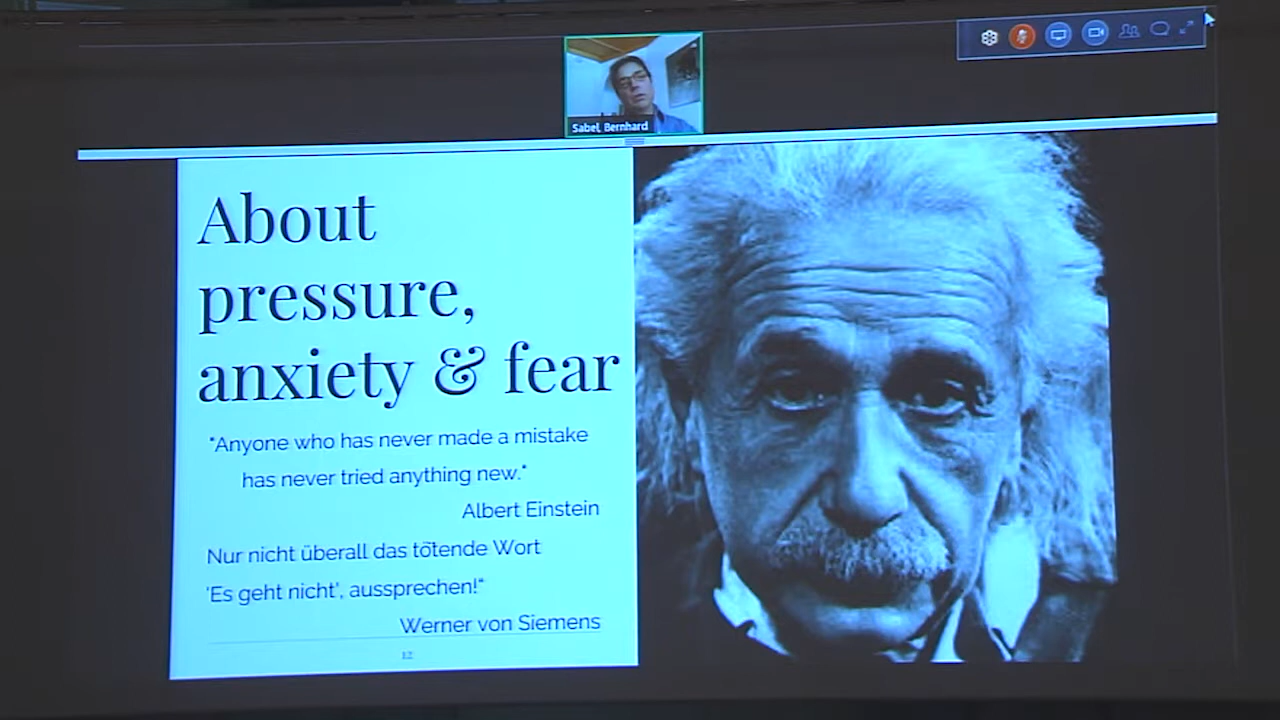 Sabel, Bernhard
About
pressure,
anxiety & fear
"Anyone who has never made a mistake
has never tried anything new."
Albert Einstein
Nur nicht überall das tötende Wort
'Es geht nicht', aussprechen!“
Werner von Siemens
12